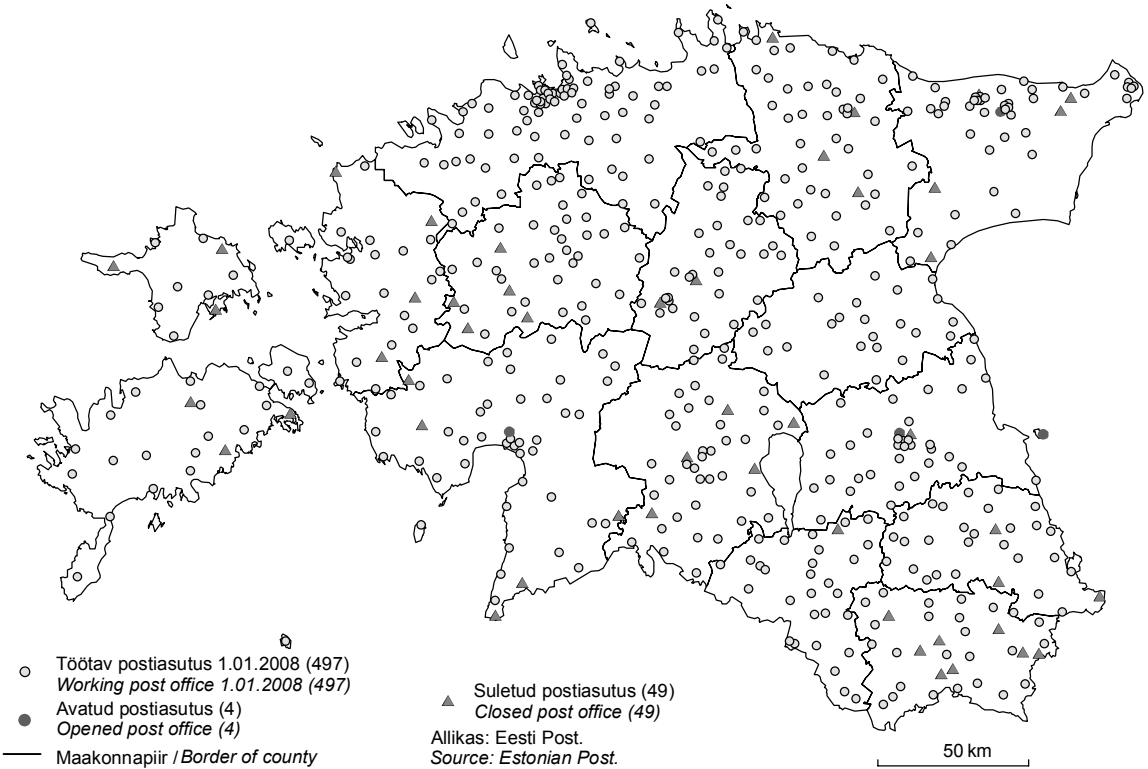 Töötav postiasutus 1.01.2008 (497)
Working post office 1.01.2008 (497)
Avatud postiasutus (4)
Opened post office (4)
Maakonnapiir / Border of county
Suletud postiasutus (49)
Closed post office (49)
Allikas: Eesti Post.
Source: Estonian Post.
50 km